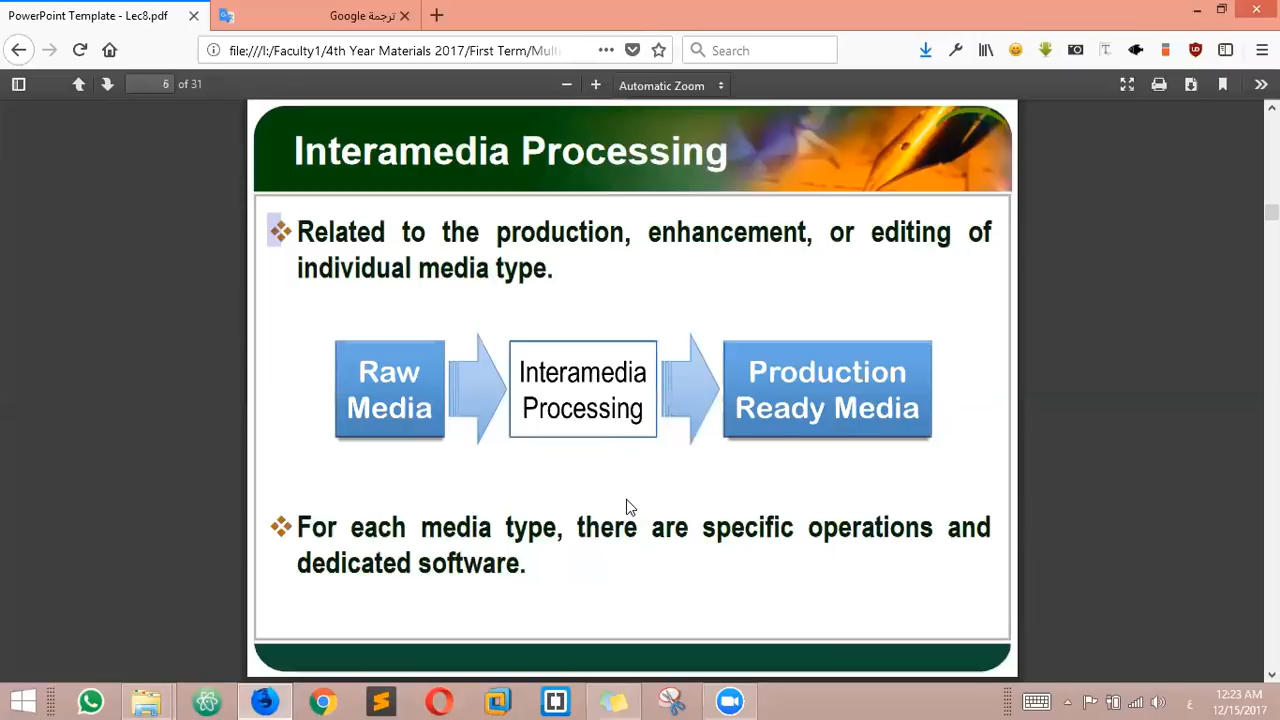 PowerPoint Template - Lec8.pdf
ترجمة Google
file:///I:/Faculty1/4th Year Materials 2017/First Term/Mult
Search
6 of 31
Automatic Zoom
Interamedia Processing
Related to the production, enhancement, or editing of
individual media type.
Raw
Media
Interamedia
Processing
Production
Ready Media
For each media type, there are specific operations and
dedicated software.
12:23 AM
ع
12/15/2017